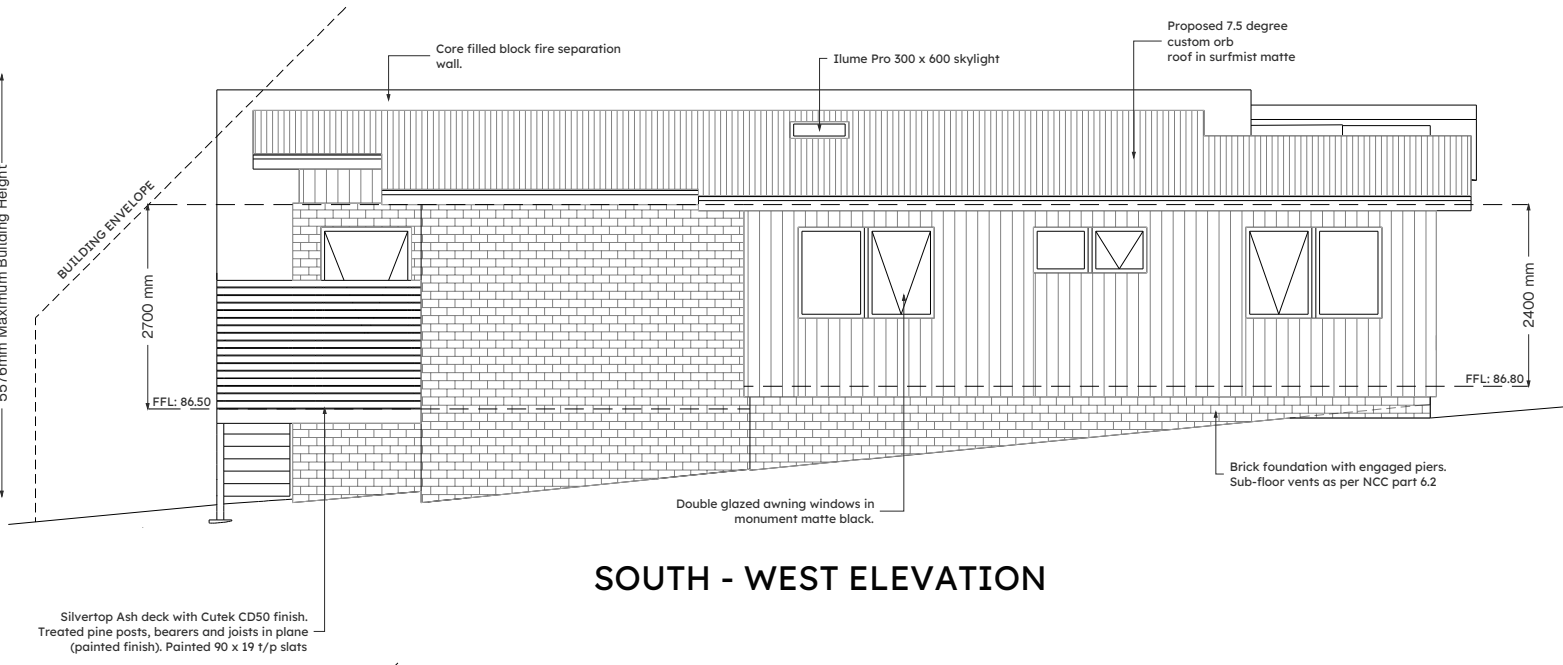 Core filled block fire separation
wall.
Ilume Pro 300 x 600 skylight
Proposed 7.5 degree
custom orb
roof in surfmist matte
5576mm Maximum Building Height
BUILDING ENVELOPE
2700 mm
2400 mm
FFL: 86.50
FFL: 86.80
Brick foundation with engaged piers.
Sub-floor vents as per NCC part 6.2
Double glazed awning windows in
monument matte black.
SOUTH - WEST ELEVATION
Silvertop Ash deck with Cutek CD50 finish.
Treated pine posts, bearers and joists in plane
(painted finish). Painted 90 x 19 t/p slats